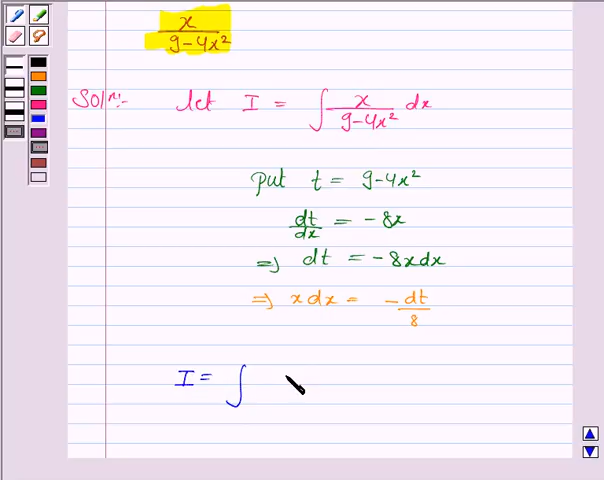 x / (9-4x²)
Soln:- let I = ∫ x / (9-4x²) dx
put t = 9-4x²
dt/dx = -8x
⇒ dt = -8xdx
⇒ xdx = -dt/8
I = ∫